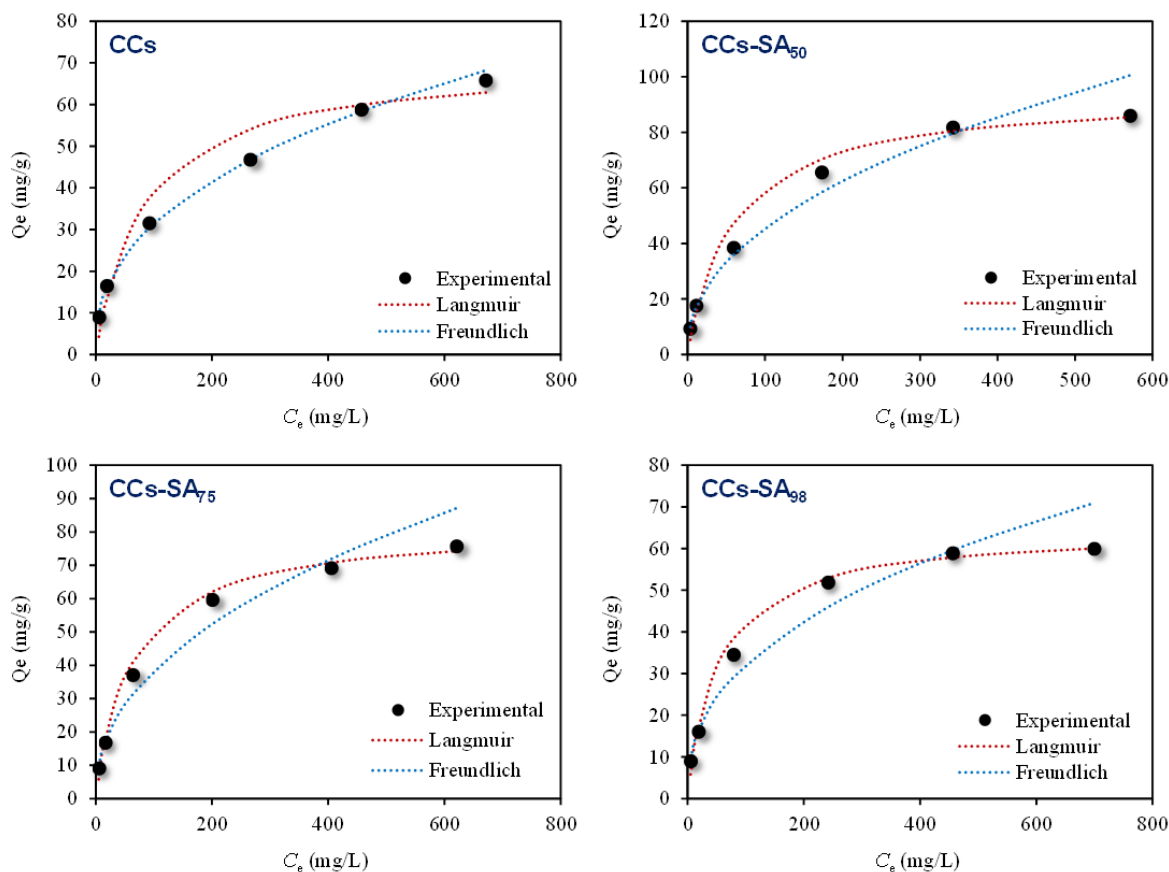 CCs
Qe (mg/g)
80
70
60
50
40
30
20
10
0
0 200 400 600 800
Cₑ (mg/L)
Experimental
Langmuir
Freundlich
CCs-SA₅₀
Qe (mg/g)
120
100
80
60
40
20
0
0 100 200 300 400 500 600
Cₑ (mg/L)
Experimental
Langmuir
Freundlich
CCs-SA₇₅
Qe (mg/g)
100
90
80
70
60
50
40
30
20
10
0
0 200 400 600 800
Cₑ (mg/L)
Experimental
Langmuir
Freundlich
CCs-SA₉₈
Qe (mg/g)
80
70
60
50
40
30
20
10
0
0 200 400 600 800
Cₑ (mg/L)
Experimental
Langmuir
Freundlich